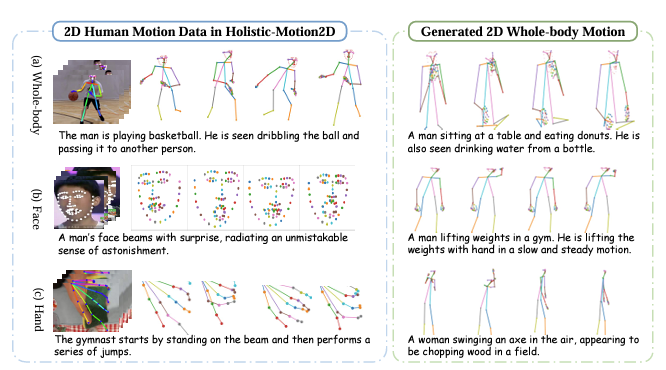 2D Human Motion Data in Holistic-Motion2D
(a) Whole-body
The man is playing basketball. He is seen dribbling the ball and
passing it to another person.
(b) Face
A man's face beams with surprise, radiating an unmistakable
sense of astonishment.
(c) Hand
The gymnast starts by standing on the beam and then performs a
series of jumps.
Generated 2D Whole-body Motion
A man sitting at a table and eating donuts. He is
also seen drinking water from a bottle.
A man lifting weights in a gym. He is lifting the
weights with hand in a slow and steady motion.
A woman swinging an axe in the air, appearing to
be chopping wood in a field.